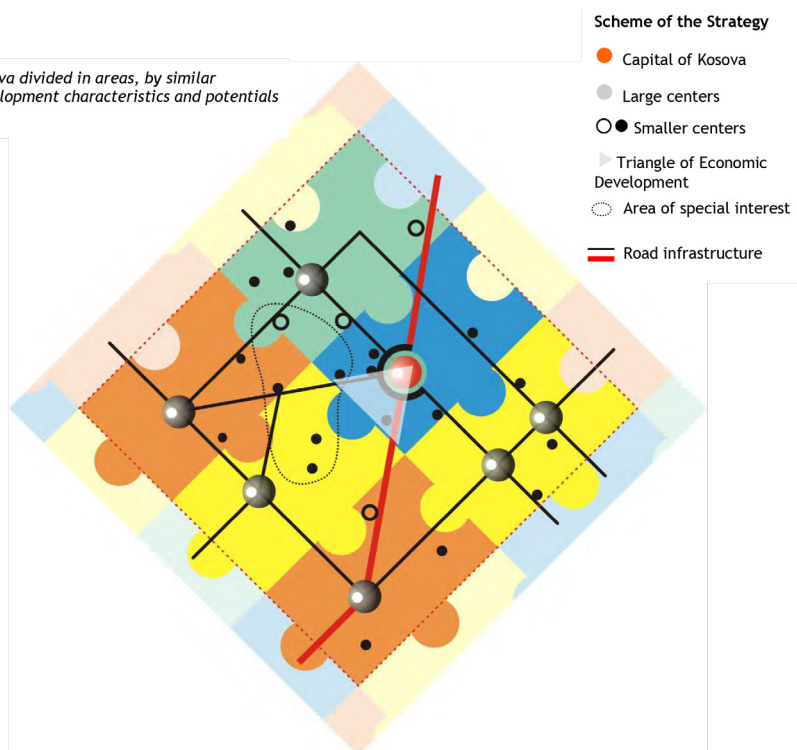 Scheme of the Strategy
Capital of Kosova
va divided in areas, by similar
lopment characteristics and potentials
Large centers
Smaller centers
Triangle of Economic
Development
Area of special interest
Road infrastructure